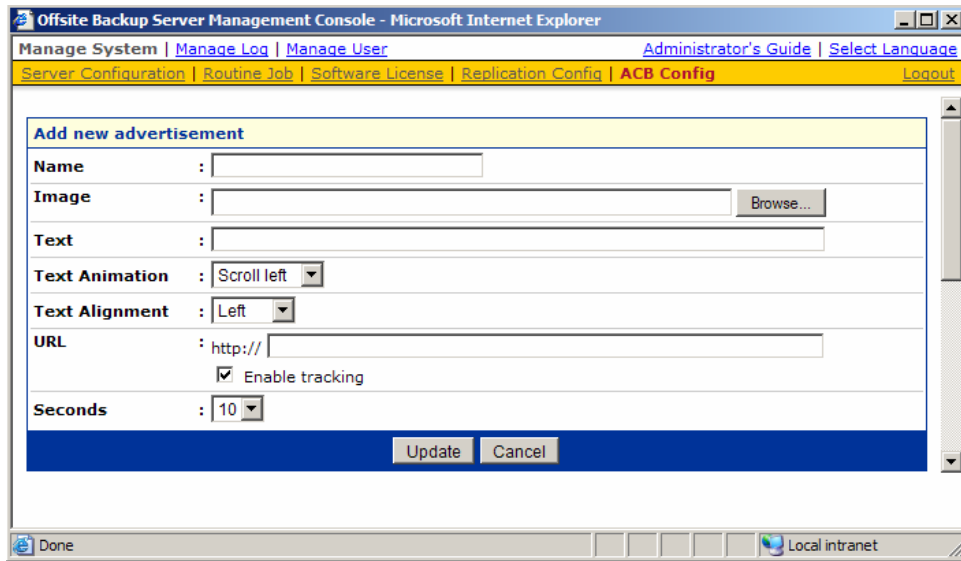 Offsite Backup Server Management Console - Microsoft Internet Explorer
Manage System | Manage Log | Manage User Administrator's Guide | Select Language
Server Configuration | Routine Job | Software License | Replication Config | ACB Config Logout
Add new advertisement
Name :
Image : Browse...
Text :
Text Animation : Scroll left
Text Alignment : Left
URL : http://
Enable tracking
Seconds : 10
Update Cancel
Done Local intranet